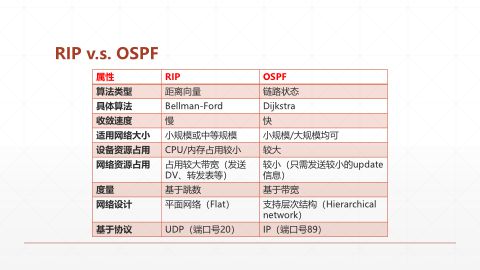 RIP v.s. OSPF
属性 RIP OSPF
算法类型 距离向量 链路状态
具体算法 Bellman-Ford Dijkstra
收敛速度 慢 快
适用网络大小 小规模或中等规模 小规模/大规模均可
设备资源占用 CPU/内存占用较小 较大
网络资源占用 占用较大带宽（发送 较小（只需发送较小的update
DV、转发表等） 信息）
度量 基于跳数 基于带宽
网络设计 平面网络（Flat） 支持层次结构（Hierarchical
network）
基于协议 UDP（端口号20） IP（端口号89）